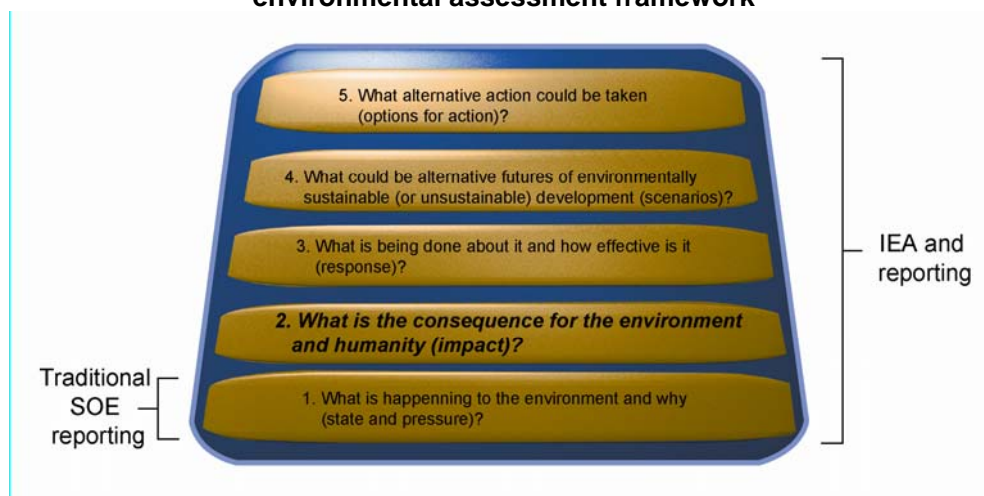 environmental assessment framework
5. What alternative action could be taken
(options for action)?
4. What could be alternative futures of environmentally
sustainable (or unsustainable) development (scenarios)?
3. What is being done about it and how effective is it
(response)?
2. What is the consequence for the environment
and humanity (impact)?
1. What is happenning to the environment and why
(state and pressure)?
Traditional
SOE
reporting
IEA and
reporting